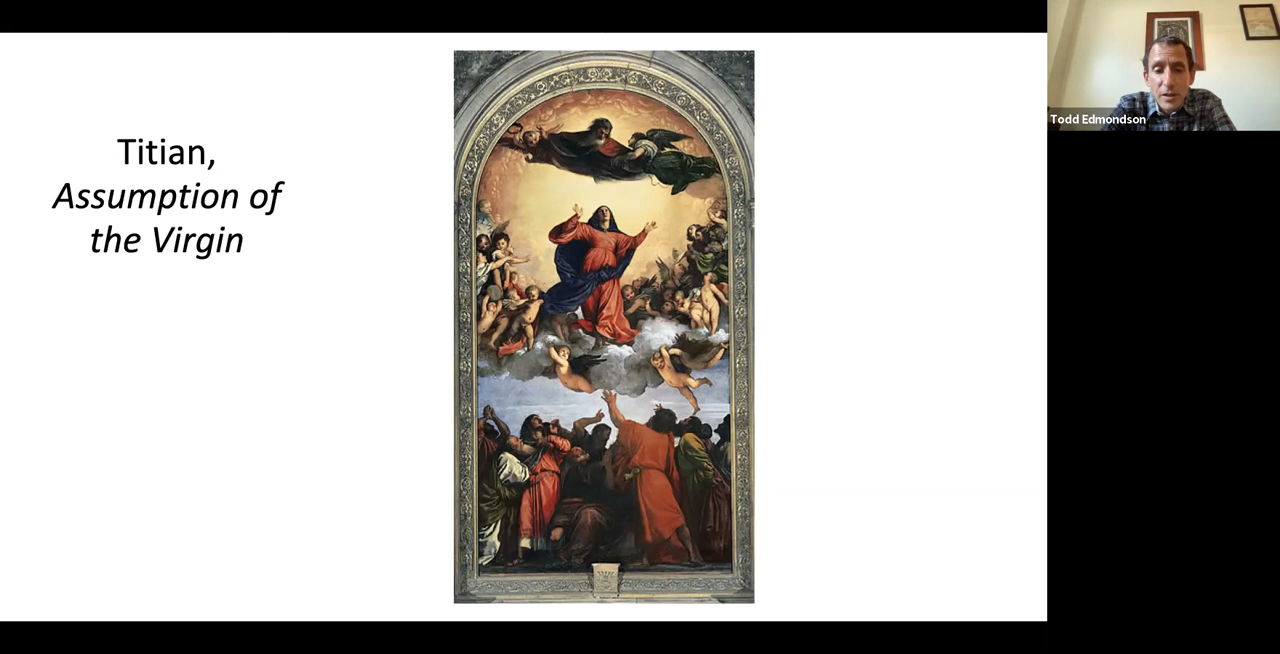 Titian,
Assumption of
the Virgin
Todd Edmondson